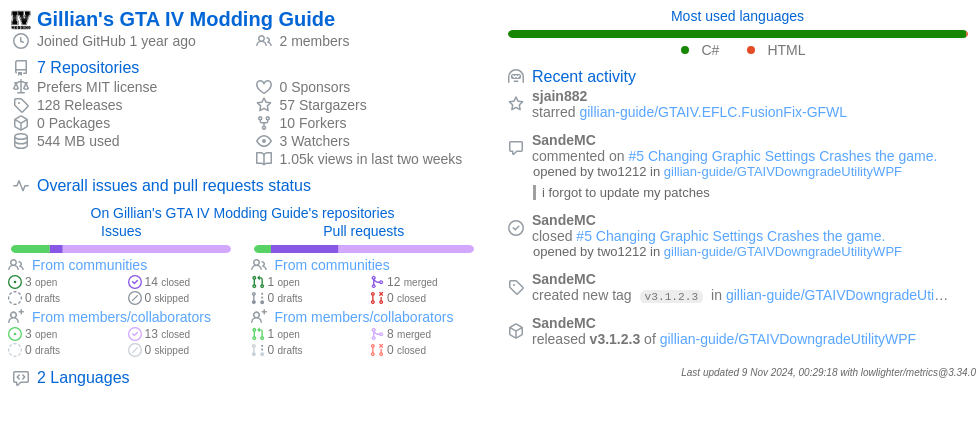 Gillian's GTA IV Modding Guide
Joined GitHub 1 year ago
2 members
7 Repositories
Prefers MIT license
128 Releases
0 Packages
544 MB used
0 Sponsors
57 Stargazers
10 Forkers
3 Watchers
1.05k views in last two weeks
Overall issues and pull requests status
On Gillian's GTA IV Modding Guide's repositories
Issues
From communities
3 open
14 closed
0 drafts
0 skipped
From members/collaborators
3 open
13 closed
0 drafts
0 skipped
Pull requests
From communities
1 open
12 merged
0 drafts
0 closed
From members/collaborators
1 open
8 merged
0 drafts
0 closed
2 Languages
Most used languages
C#
HTML
Recent activity
sjain882
starred gillian-guide/GTAIV.EFLC.FusionFix-GFWL
SandeMC
commented on #5 Changing Graphic Settings Crashes the game.
opened by two1212 in gillian-guide/GTAIVDowngradeUtilityWPF
i forgot to update my patches
SandeMC
closed #5 Changing Graphic Settings Crashes the game.
opened by two1212 in gillian-guide/GTAIVDowngradeUtilityWPF
SandeMC
created new tag v3.1.2.3 in gillian-guide/GTAIVDowngradeUti…
SandeMC
released v3.1.2.3 of gillian-guide/GTAIVDowngradeUtilityWPF
Last updated 9 Nov 2024, 00:29:18 with lowlighter/metrics@3.34.0